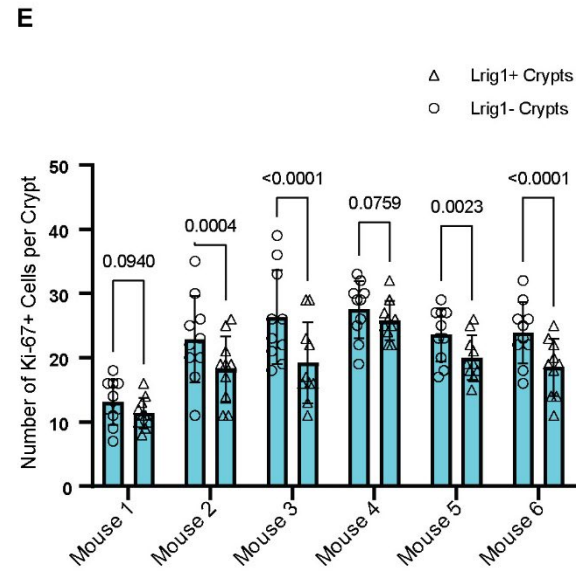 E
Lrig1+ Crypts
Lrig1- Crypts
Number of Ki-67+ Cells per Crypt
50
40
30
20
10
0
0.0940
0.0004
<0.0001
0.0759
0.0023
<0.0001
Mouse 1
Mouse 2
Mouse 3
Mouse 4
Mouse 5
Mouse 6